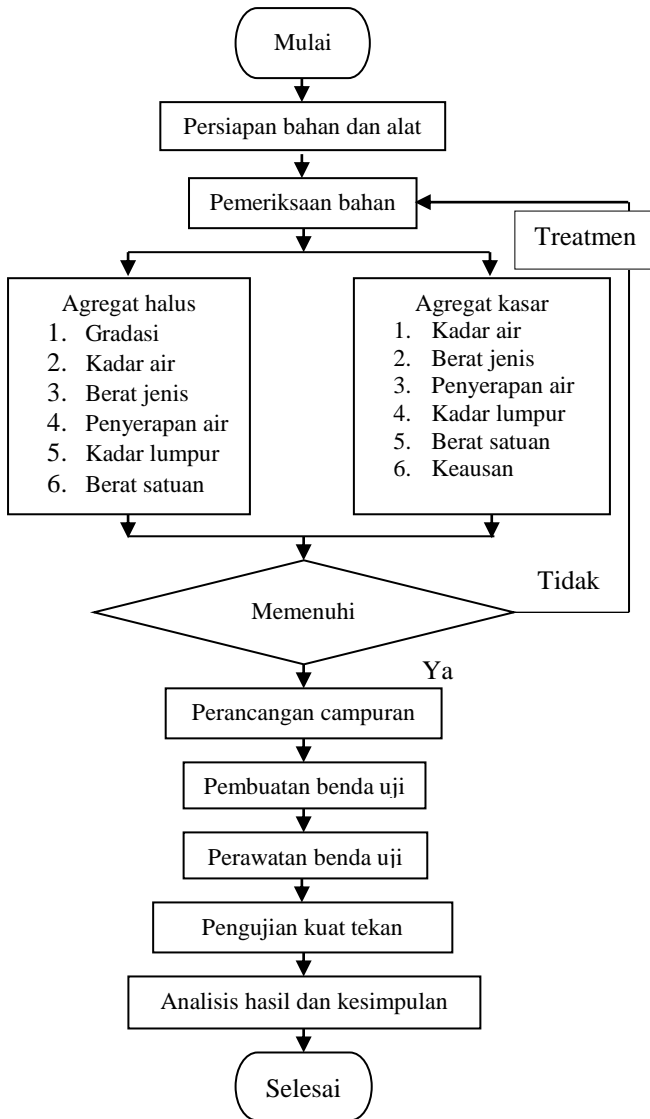 Mulai
Persiapan bahan dan alat
Pemeriksaan bahan
Treatmen
Agregat halus
1. Gradasi
2. Kadar air
3. Berat jenis
4. Penyerapan air
5. Kadar lumpur
6. Berat satuan
Agregat kasar
1. Kadar air
2. Berat jenis
3. Penyerapan air
4. Kadar lumpur
5. Berat satuan
6. Keausan
Memenuhi
Tidak
Ya
Perancangan campuran
Pembuatan benda uji
Perawatan benda uji
Pengujian kuat tekan
Analisis hasil dan kesimpulan
Selesai